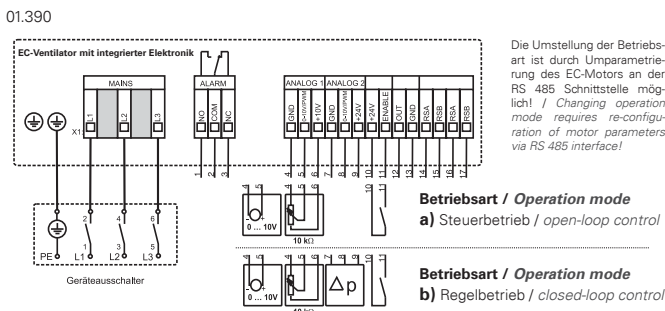 01.390
EC-Ventilator mit integrierter Elektronik
MAINS
ALARM
ANALOG 1 ANALOG 2
X1:
L1
L2
L3
NO
COM
NC
GND
0-10V/PWM
+10V
GND
0-10V/PWM
+24V
+24V
ENABLE
OUT
GND
RSA
RSB
RSA
RSB
1 2 3 4 5 6 7 8 9 10 11 12 13 14 15 16 17
Die Umstellung der Betriebs-
art ist durch Umparametrie-
rung des EC-Motors an der
RS 485 Schnittstelle mög-
lich! / Changing operation
mode requires re-configu-
ration of motor parameters
via RS 485 interface!
2 4 6
1 3 5
PE L1 L2 L3
Geräteausschalter
4 5 4 5 6 10 11
- +
0 ... 10V
10 kΩ
Betriebsart / Operation mode
a) Steuerbetrieb / open-loop control
4 5 4 5 6 7 8 9 10 11
- +
0 ... 10V
Δp
10 kΩ
Betriebsart / Operation mode
b) Regelbetrieb / closed-loop control